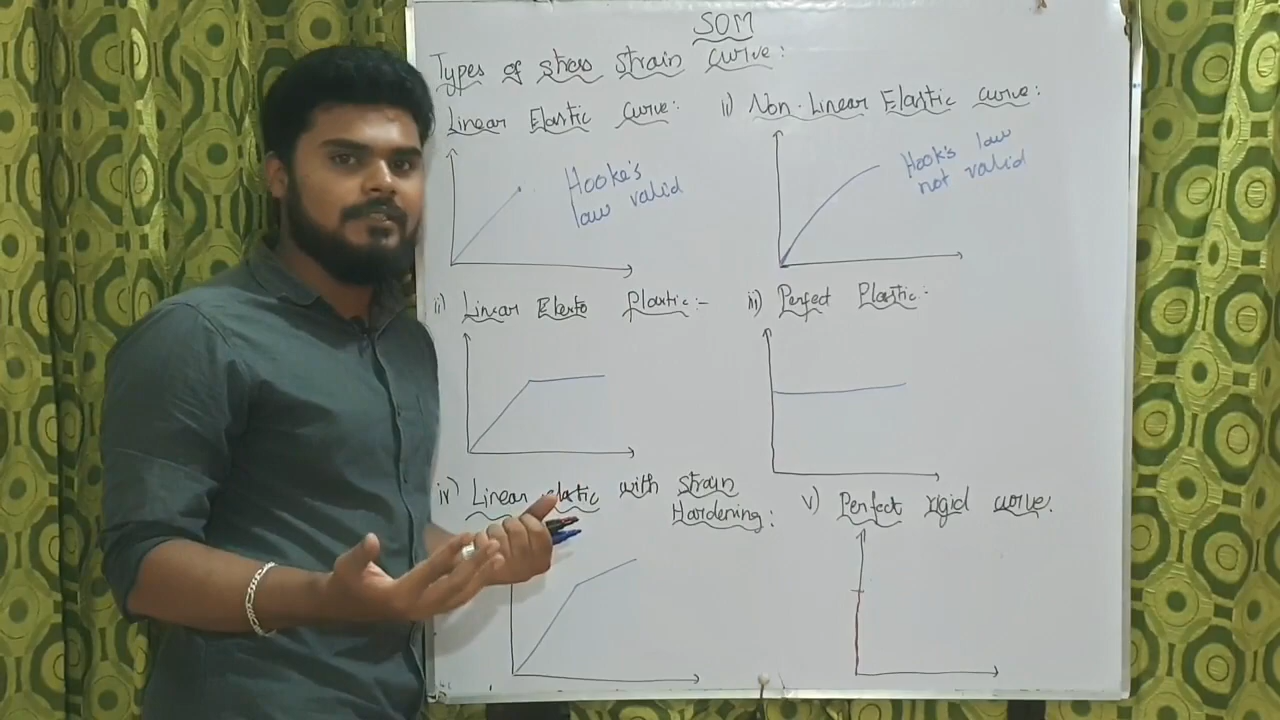 SOM
Types of stress strain curve:
Linear Elastic Curve:
ii) Non-Linear Elastic curve:
Hooke's
law valid
Hook's law
not valid
ii) Linear Elasto Plastic:-
iii) Perfect Plastic:
iv) Linear elatic with strain
Hardening:
v) Perfect rigid curve.